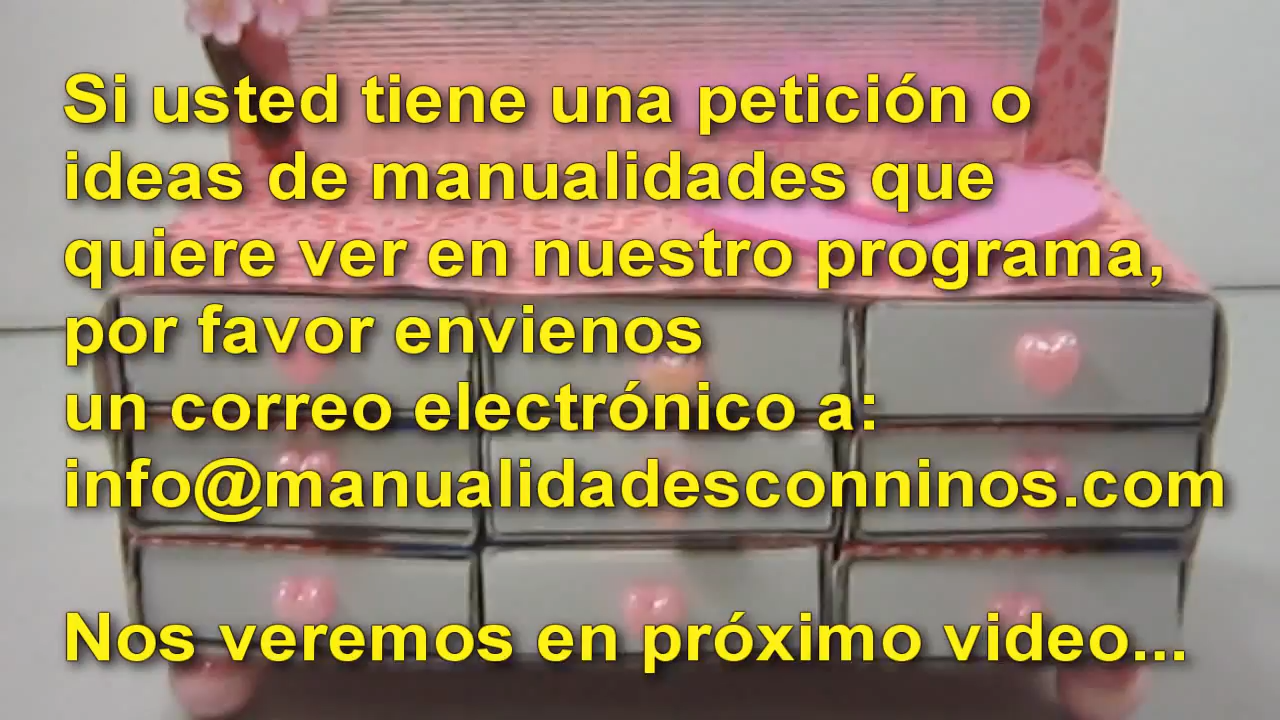 Si usted tiene una petición o
ideas de manualidades que
quiere ver en nuestro programa,
por favor envienos
un correo electrónico a:
info@manualidadesconninos.com
Nos veremos en próximo video...